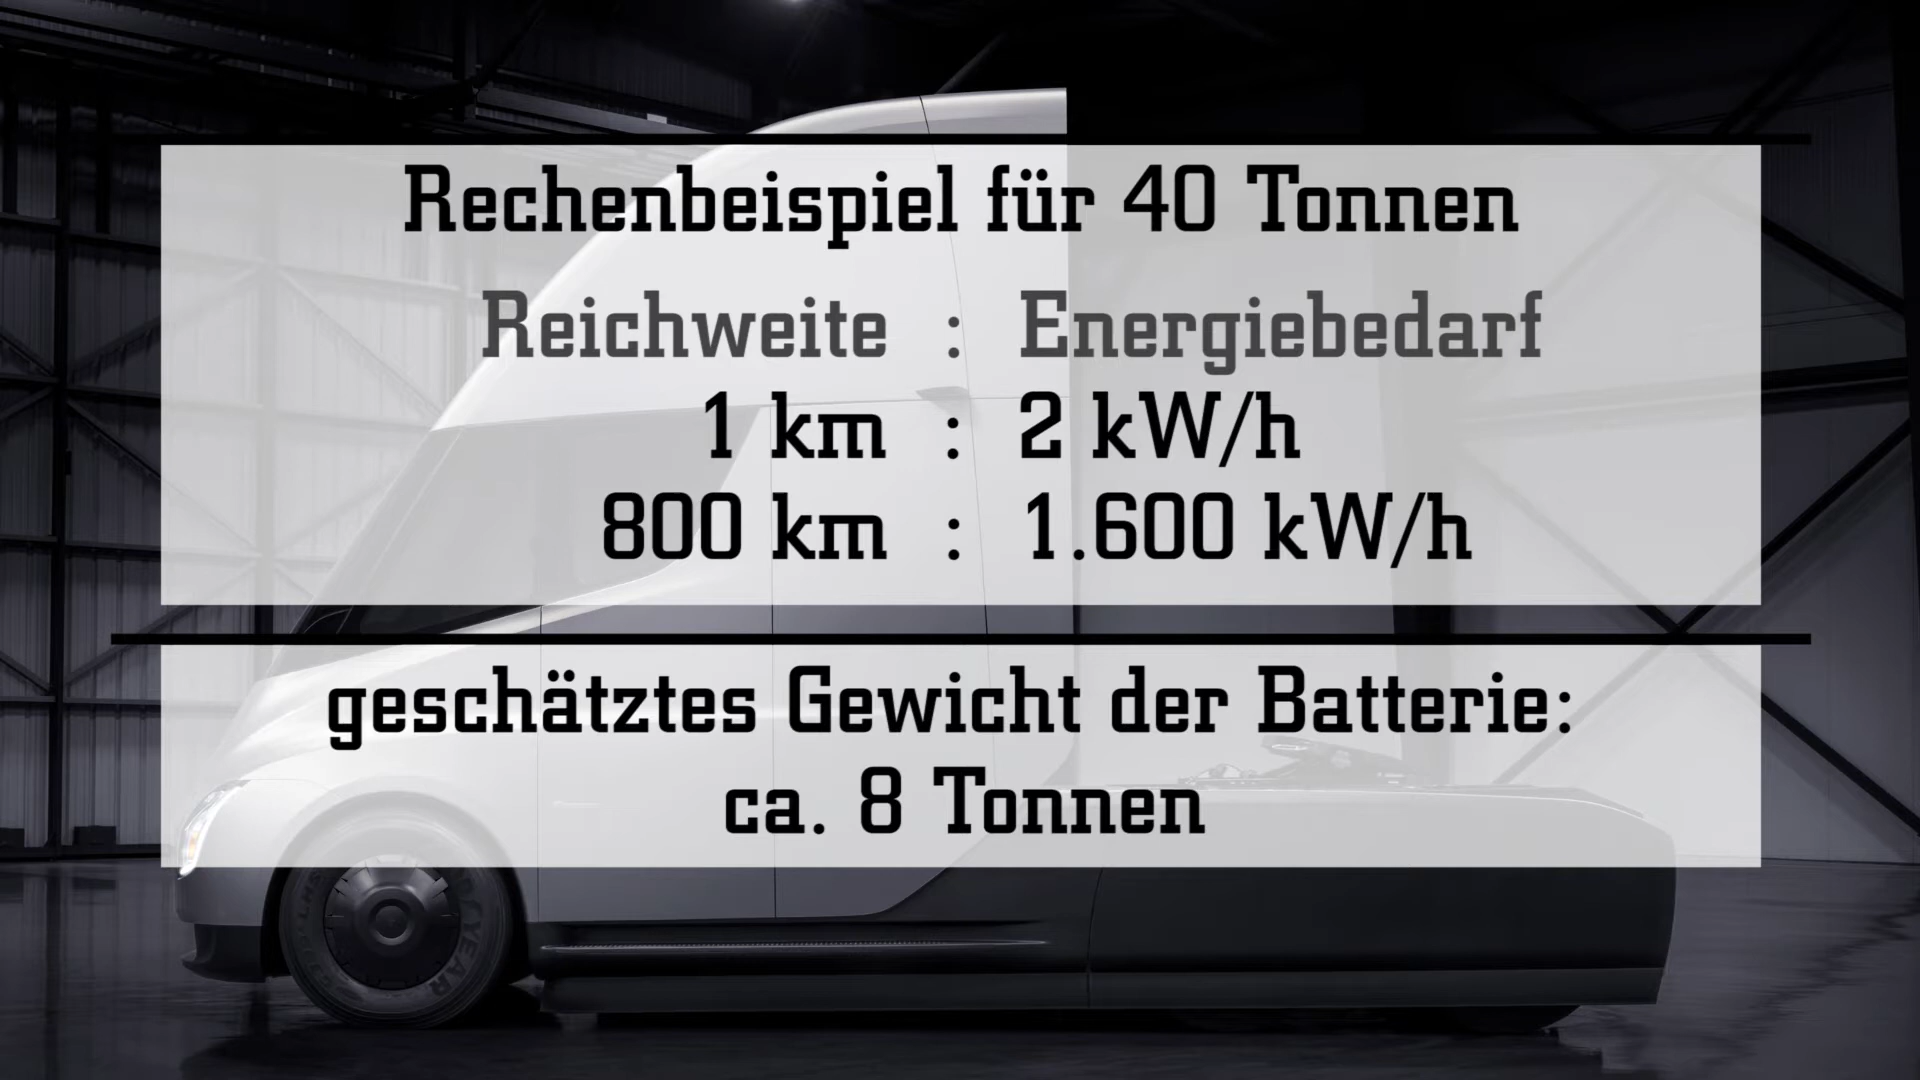 Rechenbeispiel für 40 Tonnen
Reichweite : Energiebedarf
1 km : 2 kW/h
800 km : 1.600 kW/h
geschätztes Gewicht der Batterie:
ca. 8 Tonnen